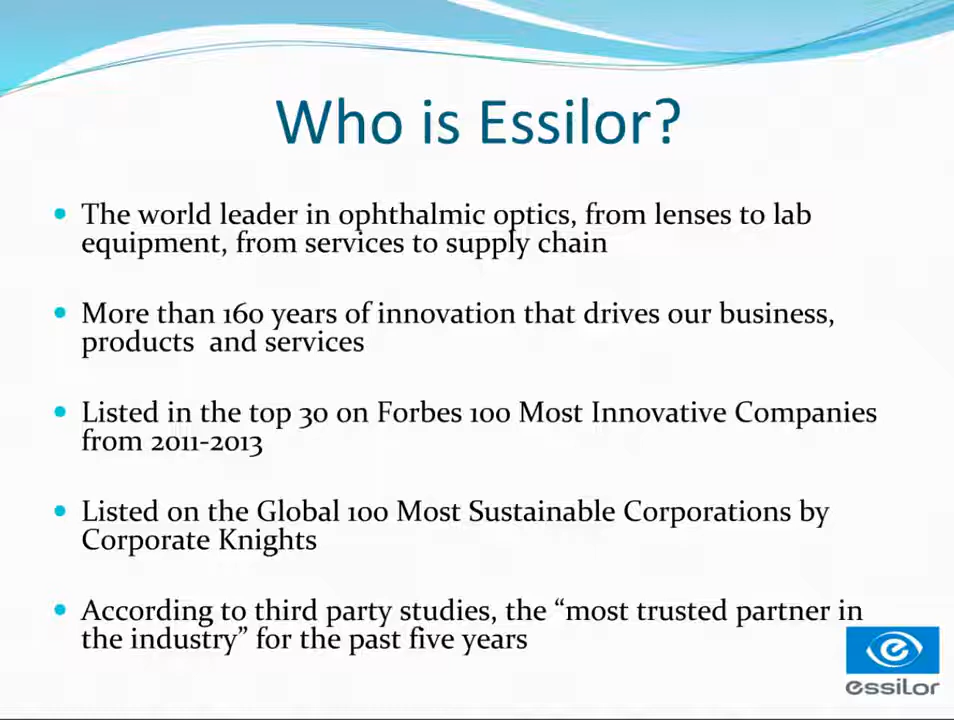 Who is Essilor?
The world leader in ophthalmic optics, from lenses to lab
equipment, from services to supply chain
More than 160 years of innovation that drives our business,
products  and services
Listed in the top 30 on Forbes 100 Most Innovative Companies
from 2011-2013
Listed on the Global 100 Most Sustainable Corporations by
Corporate Knights
According to third party studies, the “most trusted partner in
the industry” for the past five years
essilor